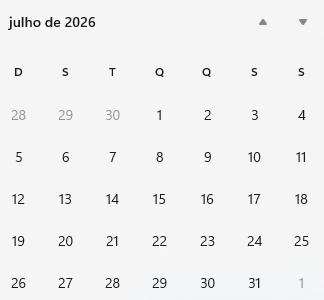 julho de 2026
D S T Q Q S S
28 29 30 1 2 3 4
5 6 7 8 9 10 11
12 13 14 15 16 17 18
19 20 21 22 23 24 25
26 27 28 29 30 31 1